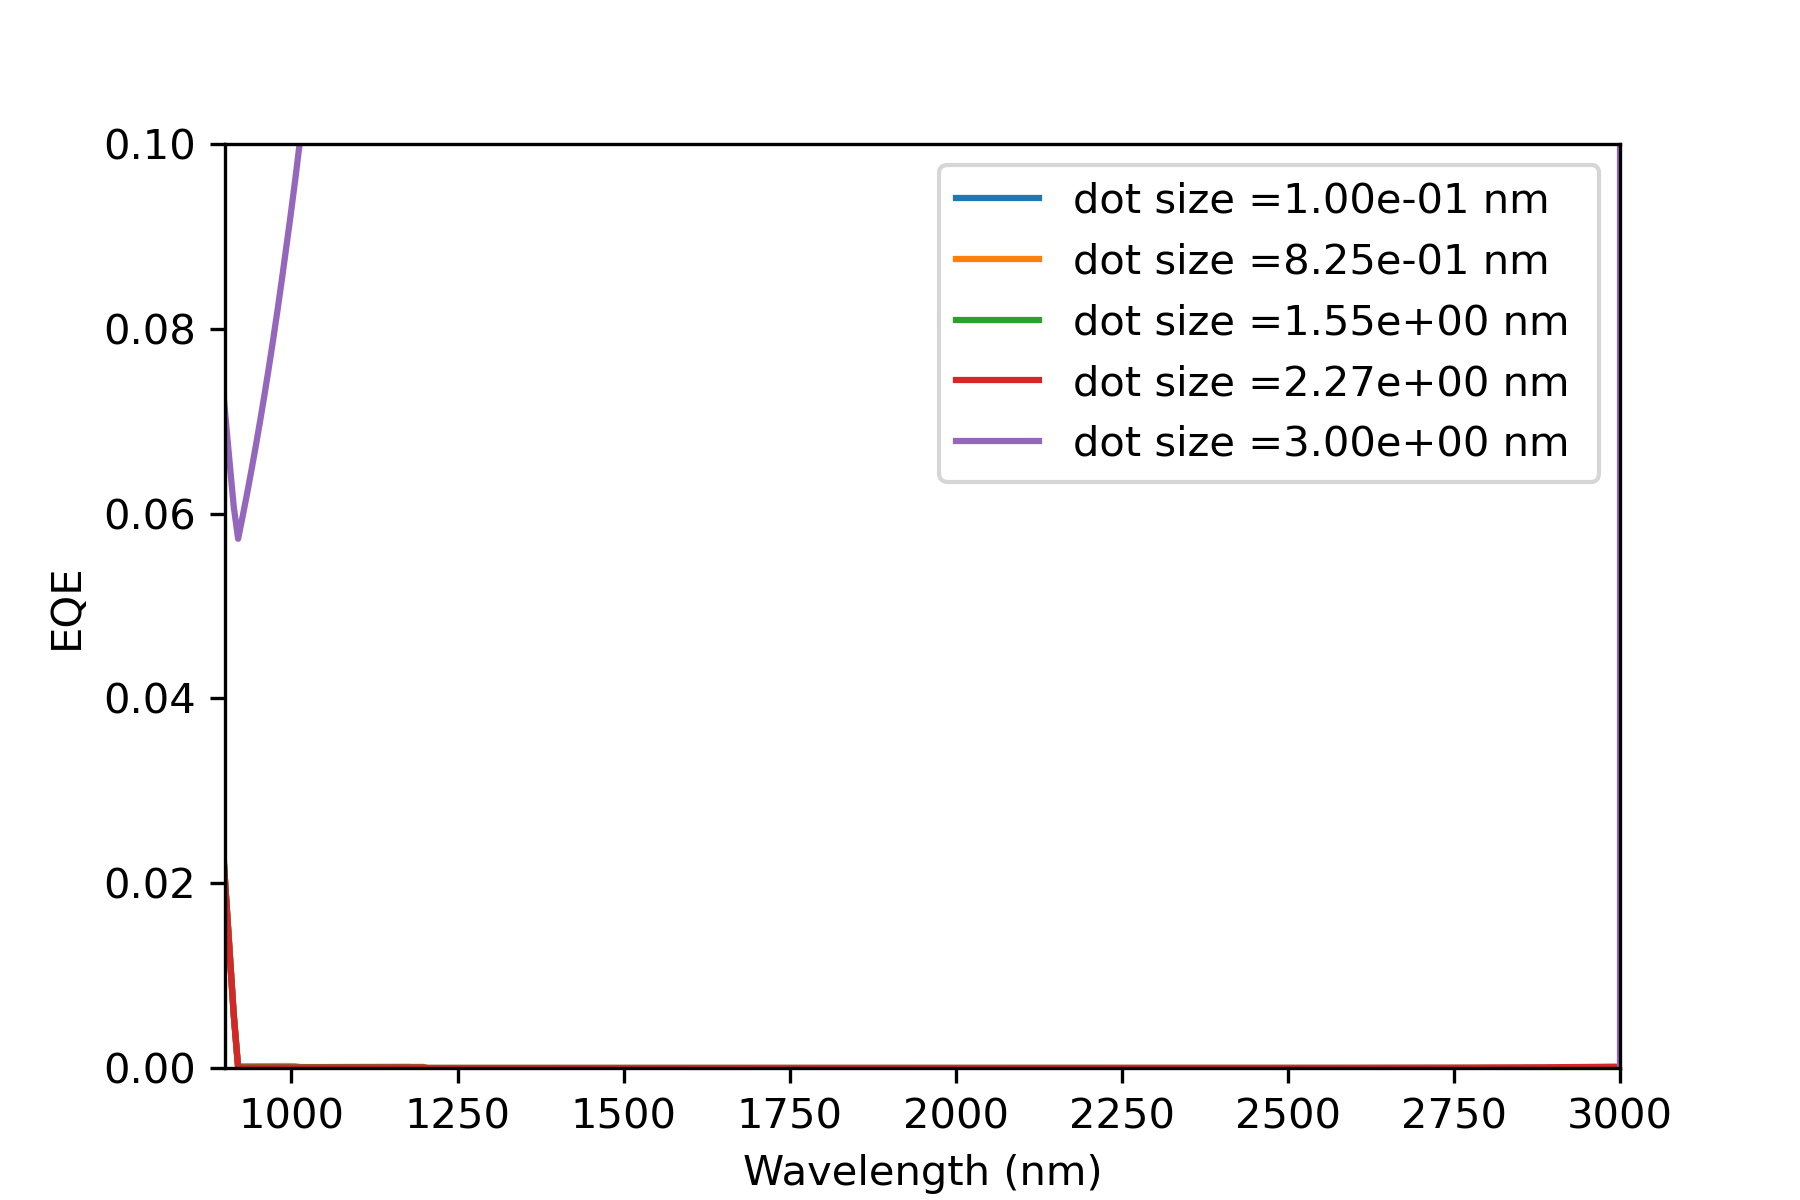 0.10
0.08
0.06
0.04
0.02
0.00
EQE
dot size =1.00e-01 nm
dot size =8.25e-01 nm
dot size =1.55e+00 nm
dot size =2.27e+00 nm
dot size =3.00e+00 nm
1000 1250 1500 1750 2000 2250 2500 2750 3000
Wavelength (nm)